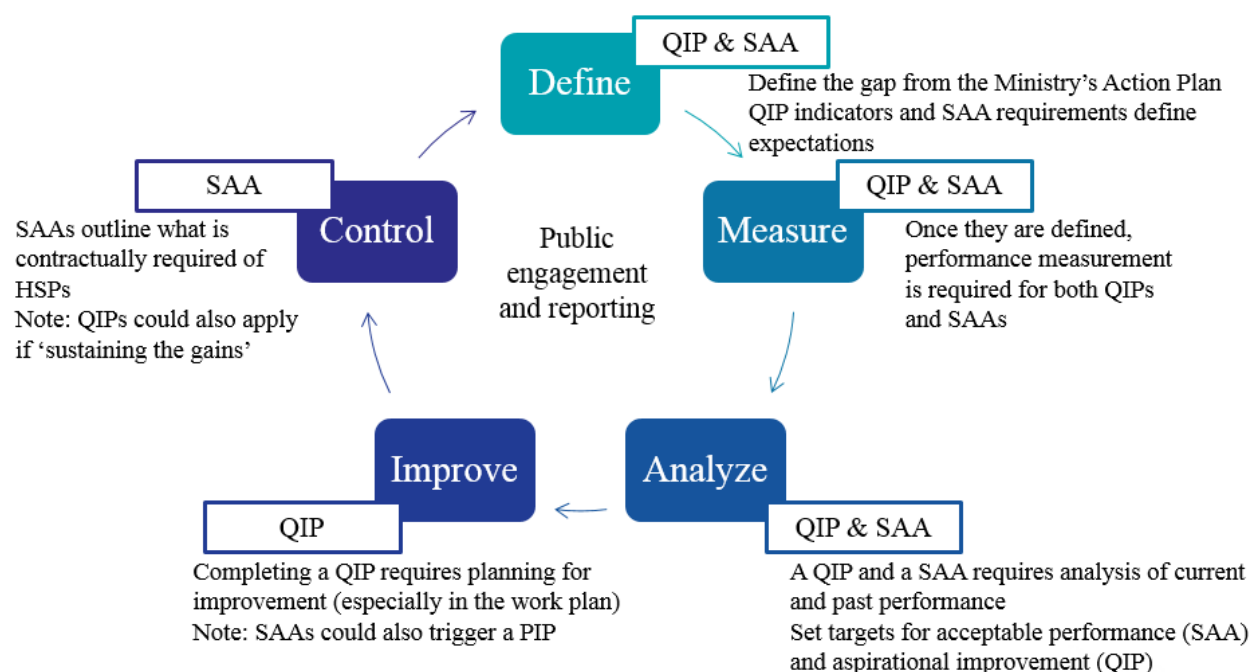 QIP & SAA
Define
Define the gap from the Ministry’s Action Plan
QIP indicators and SAA requirements define
expectations
QIP & SAA
Measure
Once they are defined,
performance measurement
is required for both QIPs
and SAAs
Analyze
QIP & SAA
A QIP and a SAA requires analysis of current
and past performance
Set targets for acceptable performance (SAA)
and aspirational improvement (QIP)
Improve
QIP
Completing a QIP requires planning for
improvement (especially in the work plan)
Note: SAAs could also trigger a PIP
SAA
Control
SAAs outline what is
contractually required of
HSPs
Note: QIPs could also apply
if ‘sustaining the gains’
Public
engagement
and reporting